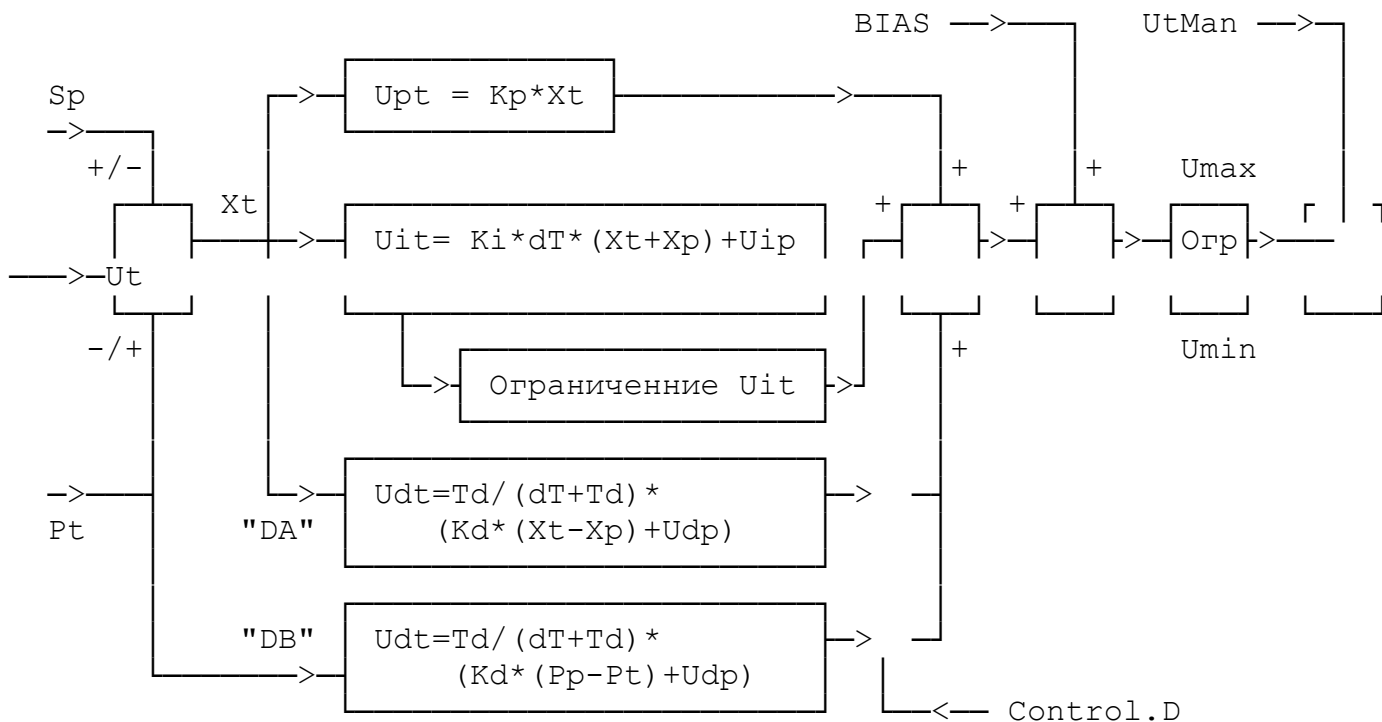 BIAS UtMan
Upt = Kp*Xt
Sp
+/- + + Umax
Xt + +
Uit= Ki*dT*(Xt+Xp)+Uip Огр
Ut
-/+ + Umin
Ограниченние Uit
Udt=Td/(dT+Td)*
Pt "DA" (Kd*(Xt-Xp)+Udp)
"DB" Udt=Td/(dT+Td)*
(Kd*(Pp-Pt)+Udp)
Control.D